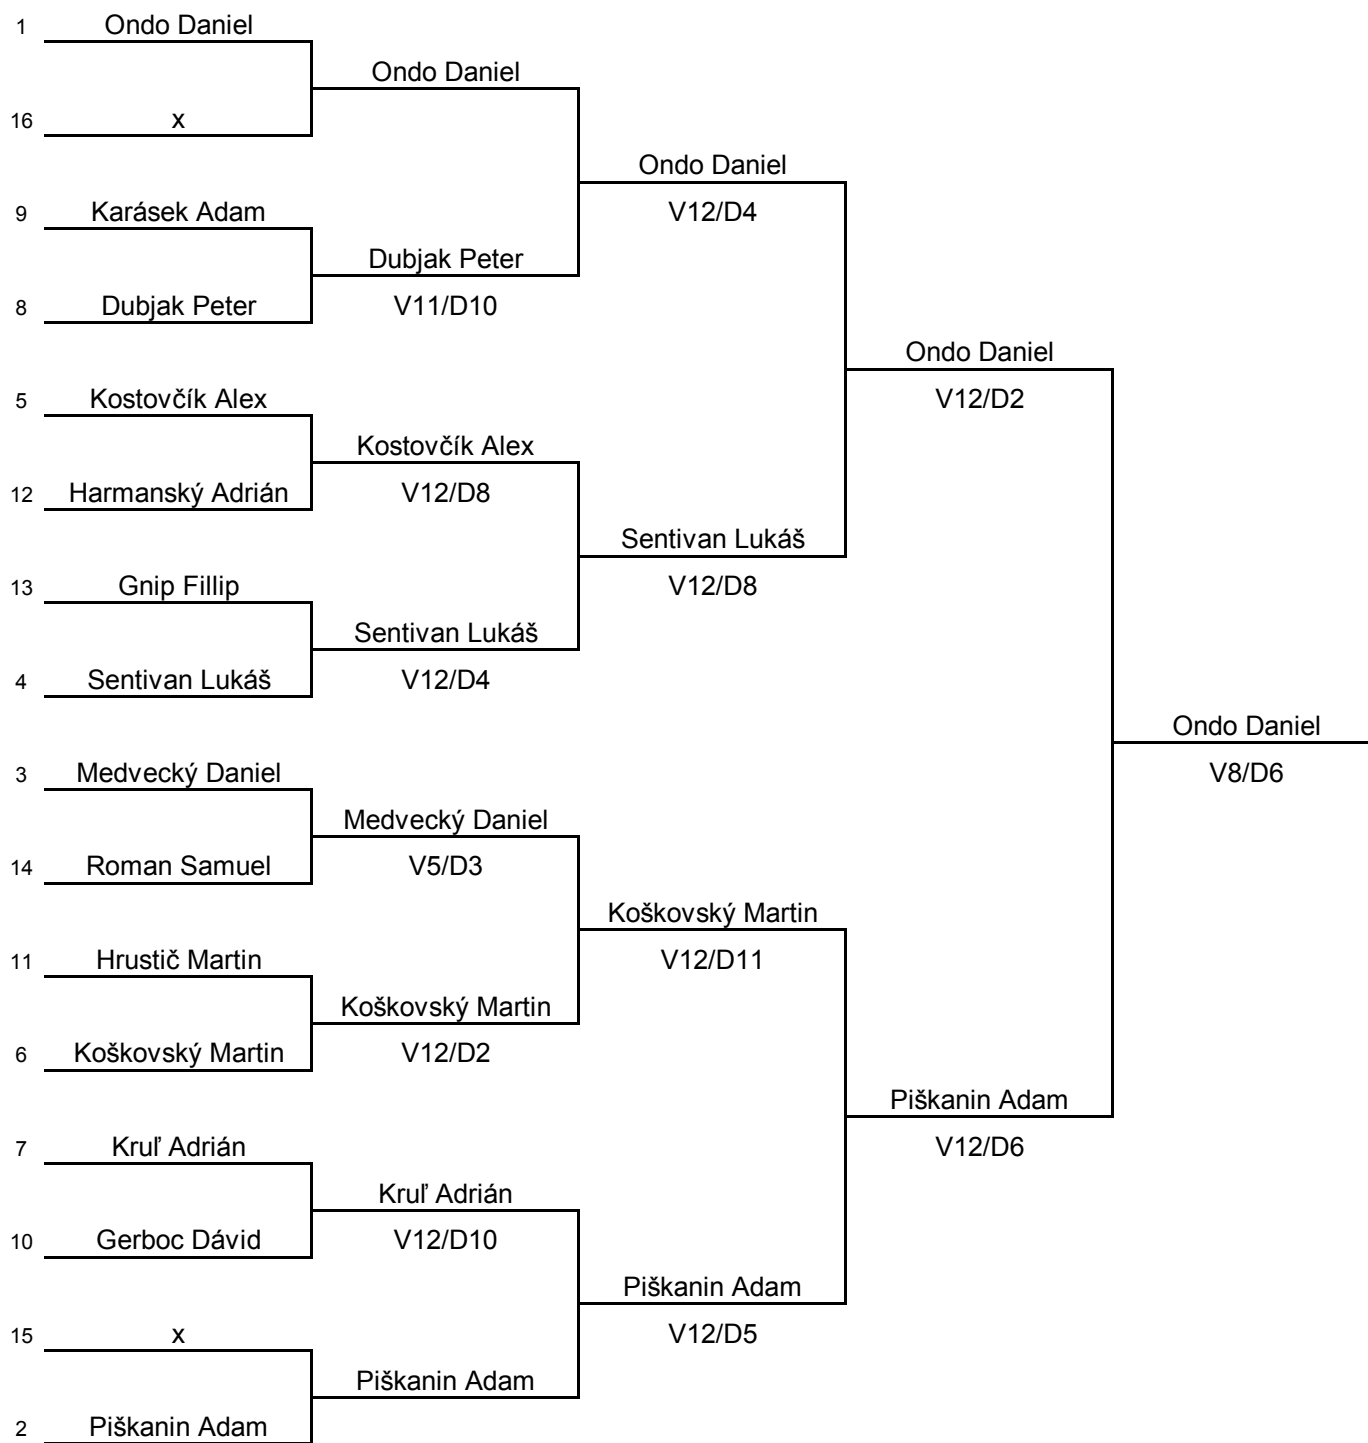 1 Ondo Daniel
Ondo Daniel
16 x
Ondo Daniel
9 Karásek Adam
V12/D4
Dubjak Peter
8 Dubjak Peter
V11/D10
Ondo Daniel
5 Kostovčík Alex
V12/D2
Kostovčík Alex
12 Harmanský Adrián
V12/D8
Sentivan Lukáš
13 Gnip Fillip
V12/D8
Sentivan Lukáš
4 Sentivan Lukáš
V12/D4
Ondo Daniel
3 Medvecký Daniel
V8/D6
Medvecký Daniel
14 Roman Samuel
V5/D3
Koškovský Martin
11 Hrustič Martin
V12/D11
Koškovský Martin
6 Koškovský Martin
V12/D2
Piškanin Adam
7 Kruľ Adrián
V12/D6
Kruľ Adrián
10 Gerboc Dávid
V12/D10
Piškanin Adam
15 x
V12/D5
Piškanin Adam
2 Piškanin Adam